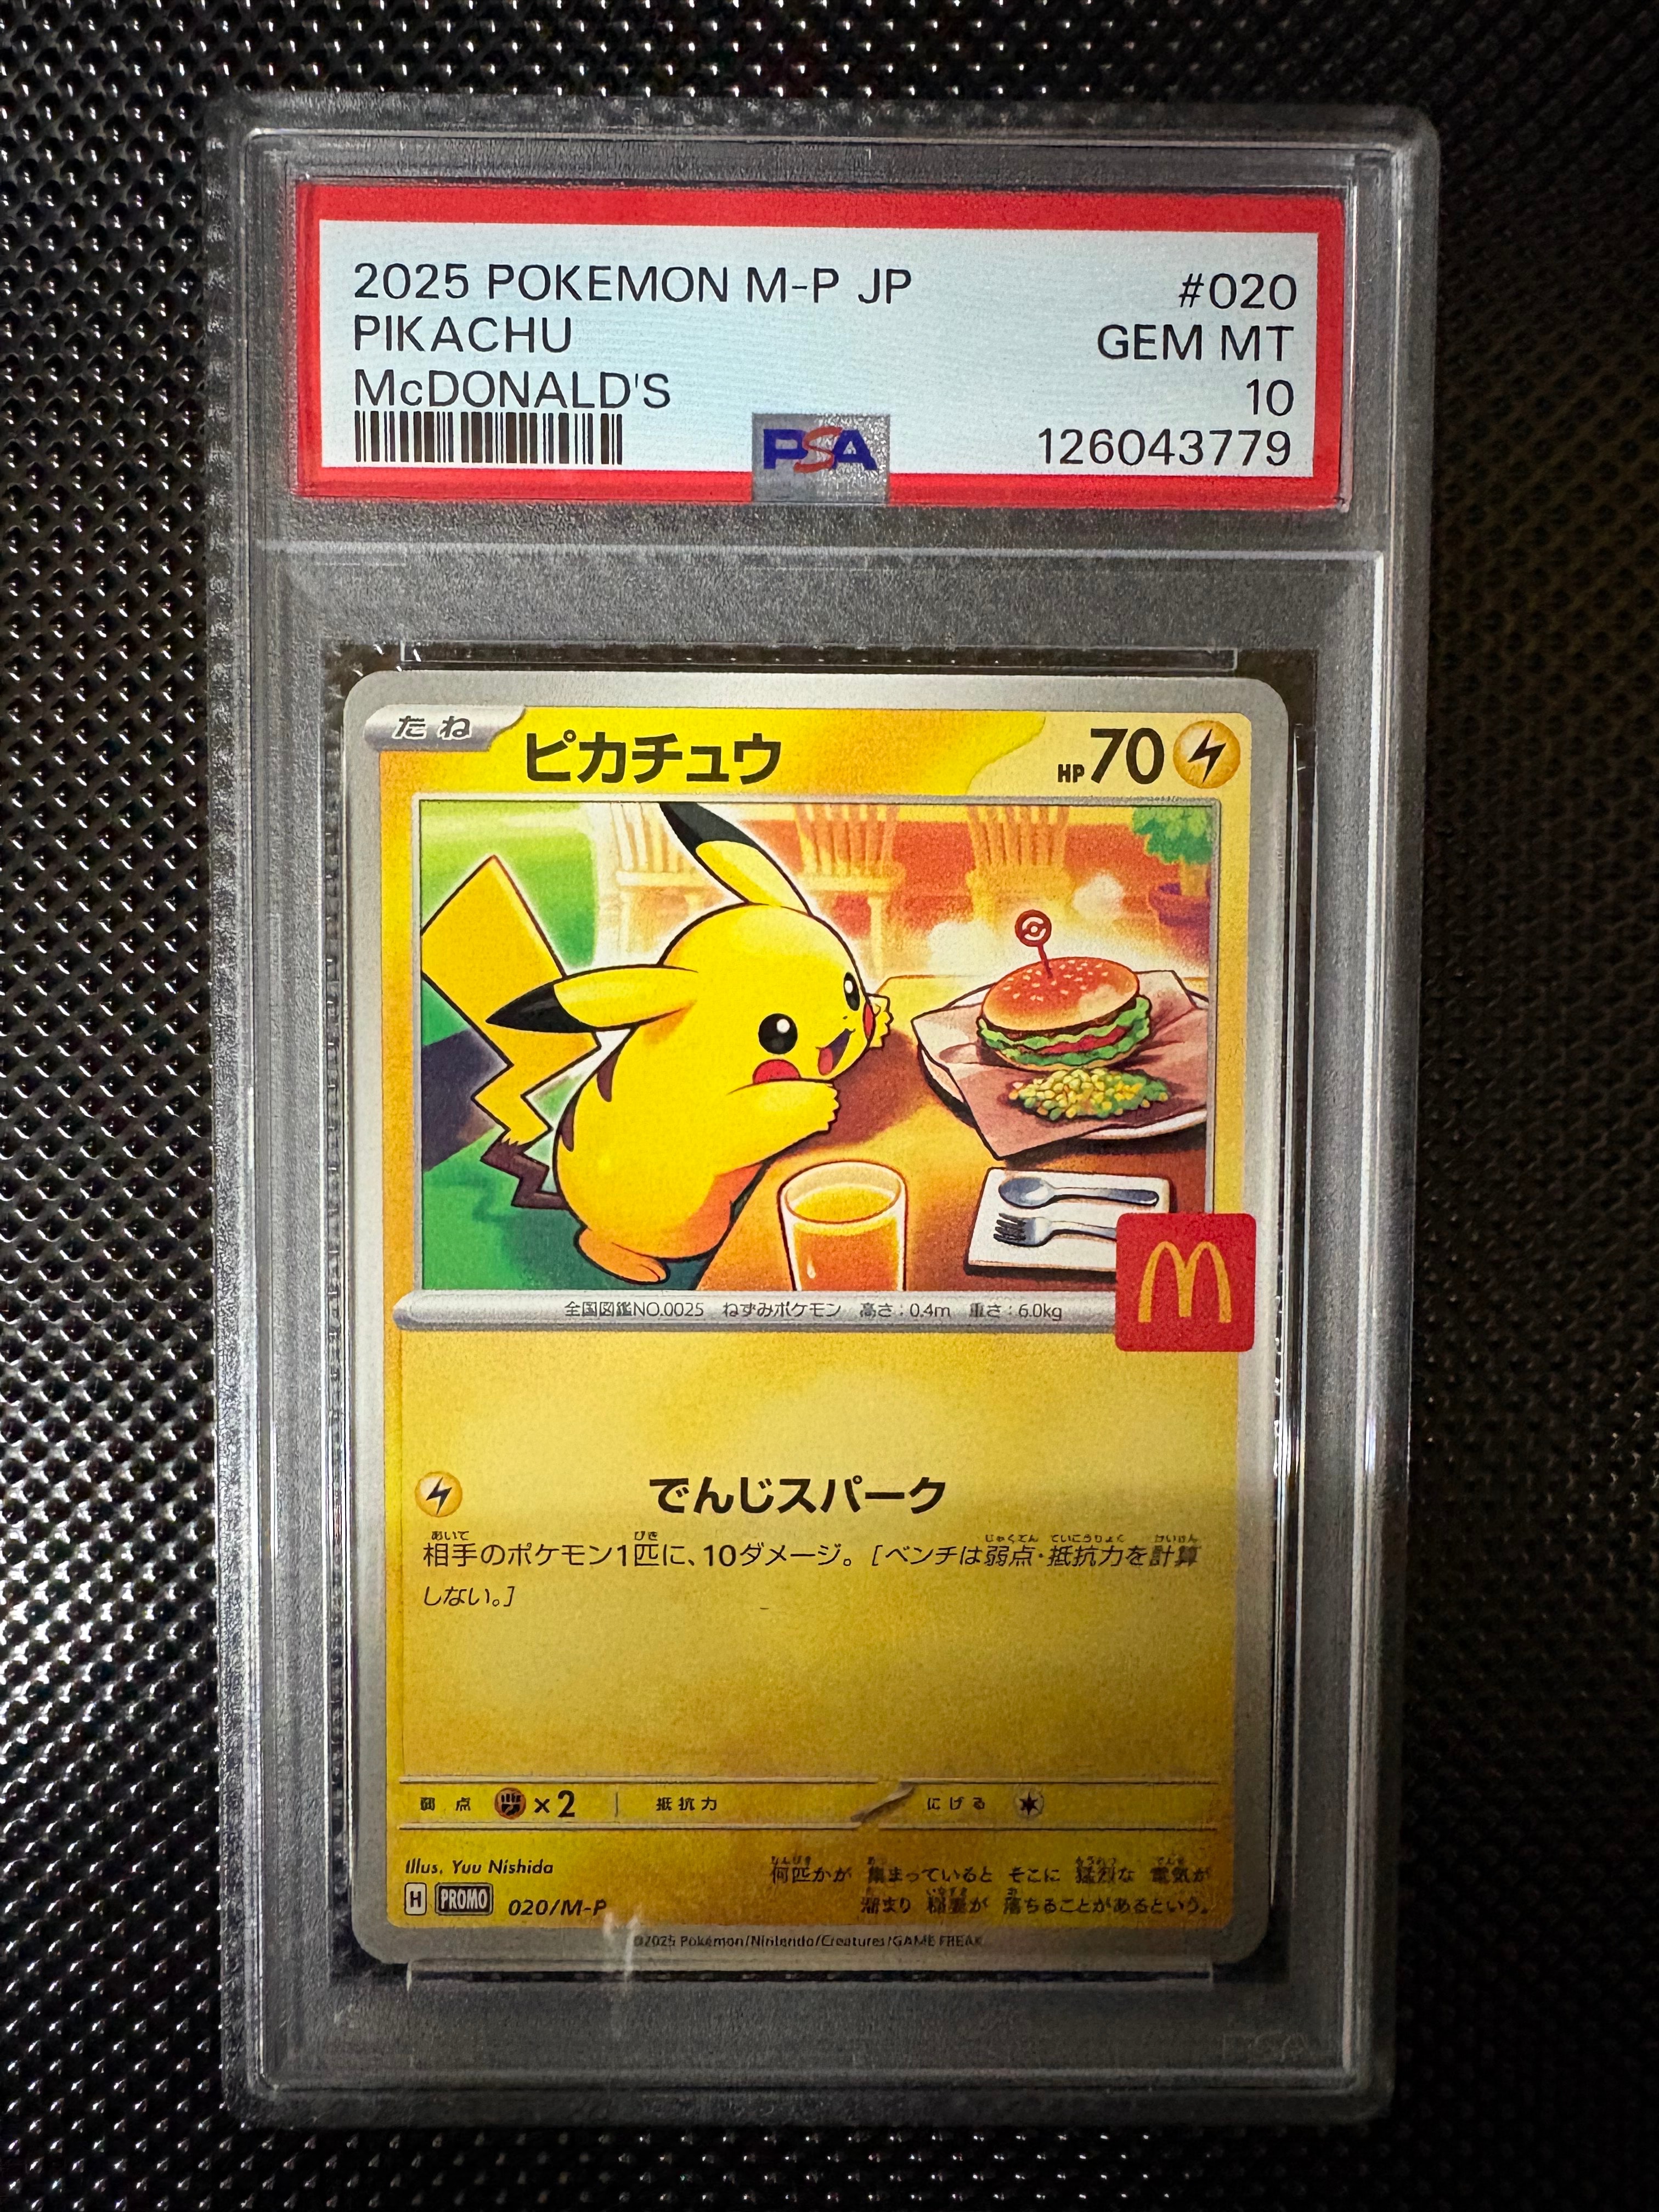 2025 POKEMON M-P JP #020
PIKACHU GEM MT
McDONALD'S 10
PSA 126043779
たね ピカチュウ HP70
全国図鑑NO.0025 ねずみポケモン 高さ:0.4m 重さ:6.0kg
でんじスパーク
相手のポケモン1匹に、10ダメージ。[ベンチは弱点・抵抗力を計算
しない。]
弱点 ×2 抵抗力 にげる
Illus. Yuu Nishida
何匹かが 集まっていると そこに 猛烈な 電気が
H PROMO 020/M-P
溜まり 稲妻が 落ちることがあるという。
©2025 Pokémon/Nintendo/Creatures/GAME FREAK